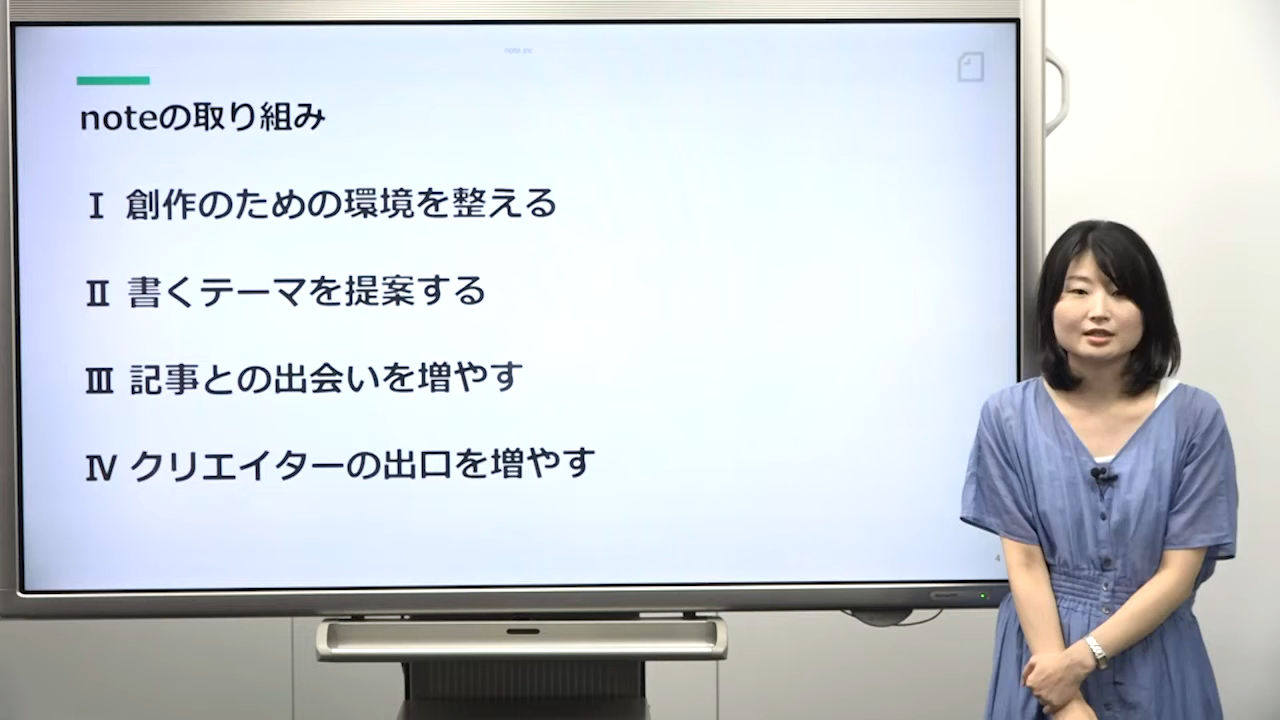 note inc
noteの取り組み
Ⅰ 創作のための環境を整える
Ⅱ 書くテーマを提案する
Ⅲ 記事との出会いを増やす
Ⅳ クリエイターの出口を増やす
4